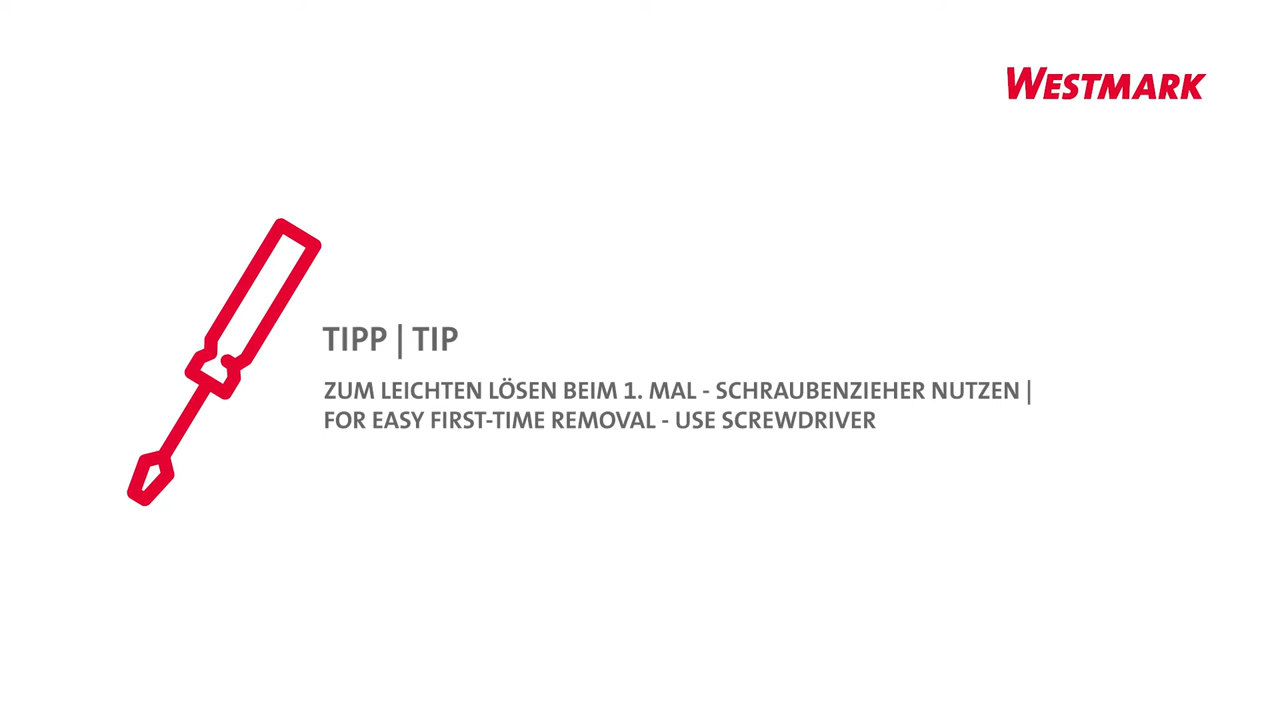 WESTMARK
TIPP | TIP
ZUM LEICHTEN LÖSEN BEIM 1. MAL - SCHRAUBENZIEHER NUTZEN |
FOR EASY FIRST-TIME REMOVAL - USE SCREWDRIVER